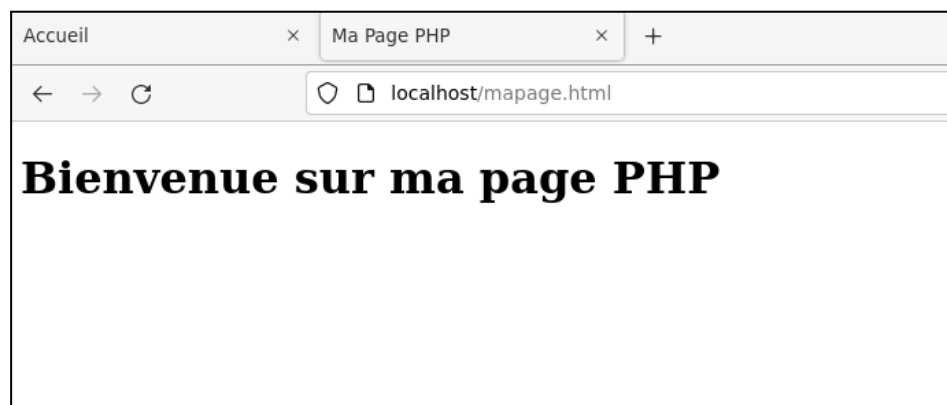 Accueil
Ma Page PHP
localhost/mapage.html
Bienvenue sur ma page PHP